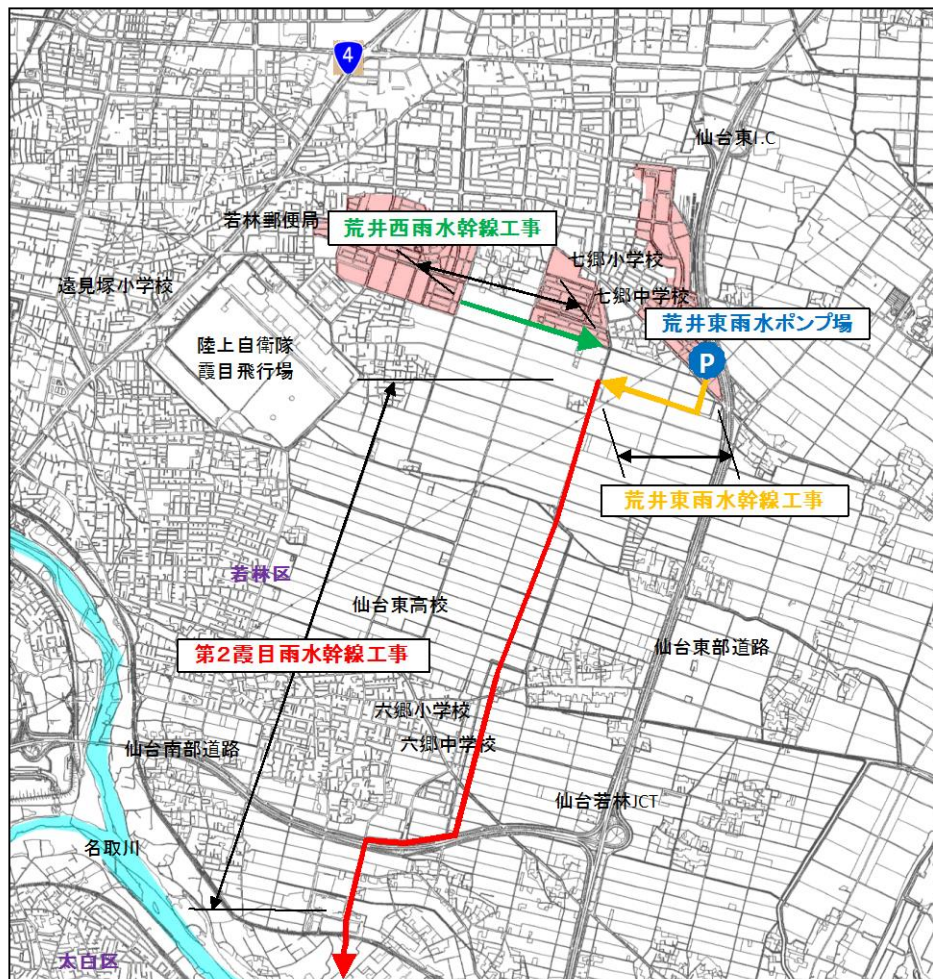 4
仙台東I.C
若林郵便局
荒井西雨水幹線工事
七郷小学校
遠見塚小学校
七郷中学校
荒井東雨水ポンプ場
陸上自衛隊
霞目飛行場
P
荒井東雨水幹線工事
若林区
仙台東高校
第2霞目雨水幹線工事
仙台東部道路
六郷小学校
六郷中学校
仙台南部道路
仙台若林JCT
名取川
太白区